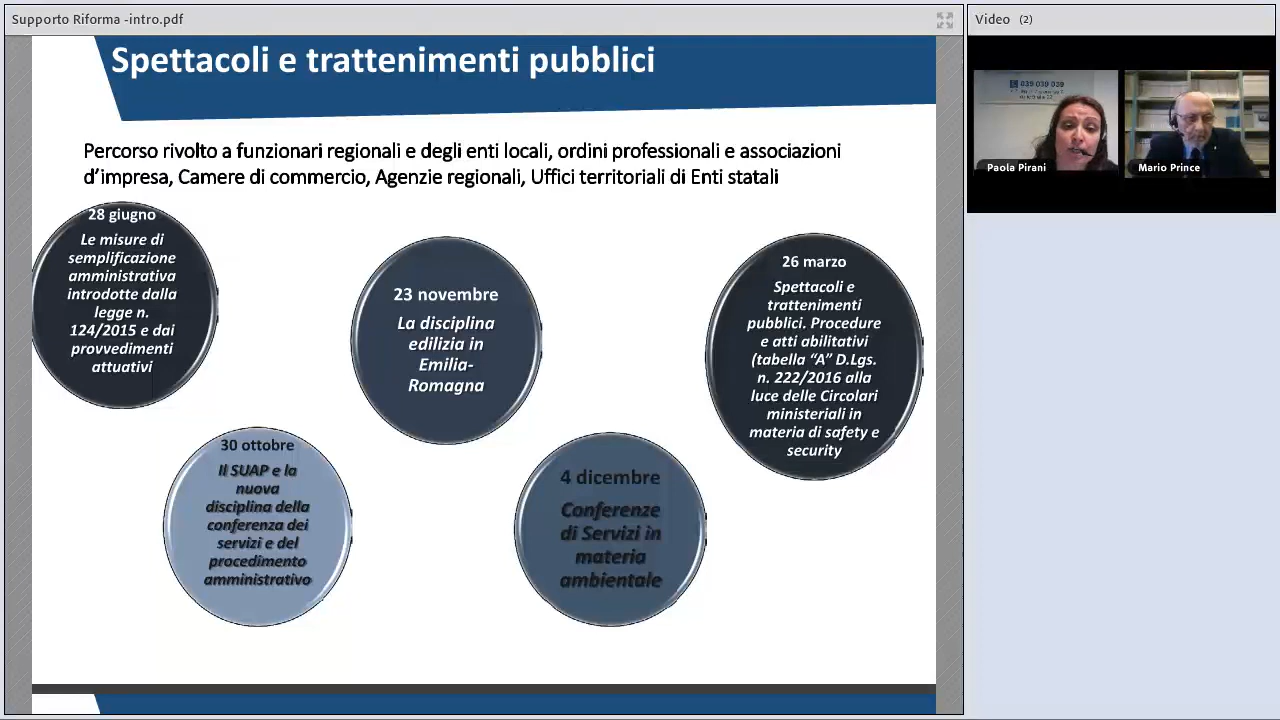 Supporto Riforma -intro.pdf
Video (2)
Spettacoli e trattenimenti pubblici
039 039 039
Paola Pirani
Mario Prince
Percorso rivolto a funzionari regionali e degli enti locali, ordini professionali e associazioni
d'impresa, Camere di commercio, Agenzie regionali, Uffici territoriali di Enti statali
28 giugno
Le misure di
semplificazione
amministrativa
introdotte dalla
legge n.
124/2015 e dai
provvedimenti
attuativi
30 ottobre
Il SUAP e la
nuova
disciplina della
conferenza dei
servizi e del
procedimento
amministrativo
23 novembre
La disciplina
edilizia in
Emilia-
Romagna
4 dicembre
Conferenze
di Servizi in
materia
ambientale
26 marzo
Spettacoli e
trattenimenti
pubblici. Procedure
e atti abilitativi
(tabella “A” D.Lgs.
n. 222/2016 alla
luce delle Circolari
ministeriali in
materia di safety e
security